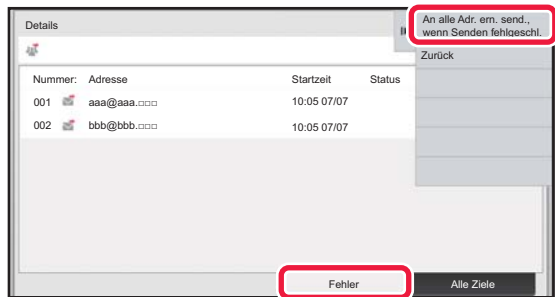 Details
An alle Adr. ern. send.,
wenn Senden fehlgeschl.
Zurück
Nummer: Adresse Startzeit Status
001 aaa@aaa.□□□ 10:05 07/07
002 bbb@bbb.□□□ 10:05 07/07
Fehler Alle Ziele